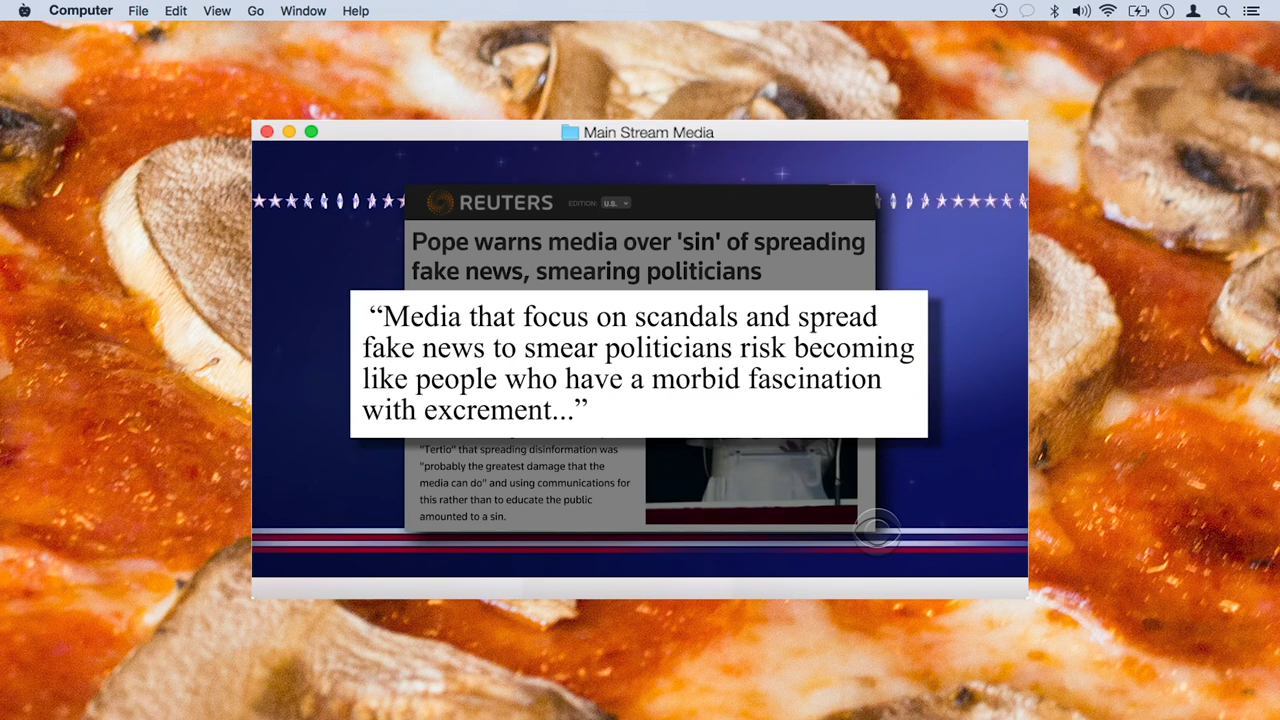 Computer File Edit View Go Window Help
Main Stream Media
REUTERS EDITION: U.S.
Pope warns media over 'sin' of spreading
fake news, smearing politicians
“Media that focus on scandals and spread
fake news to smear politicians risk becoming
like people who have a morbid fascination
with excrement...”
"Tertio" that spreading disinformation was
"probably the greatest damage that the
media can do" and using communications for
this rather than to educate the public
amounted to a sin.